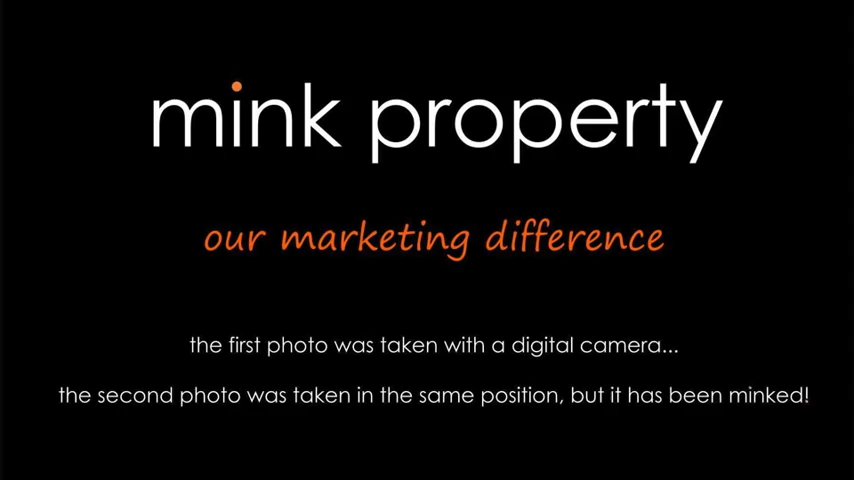 mink property
our marketing difference
the first photo was taken with a digital camera...
the second photo was taken in the same position, but it has been minked!